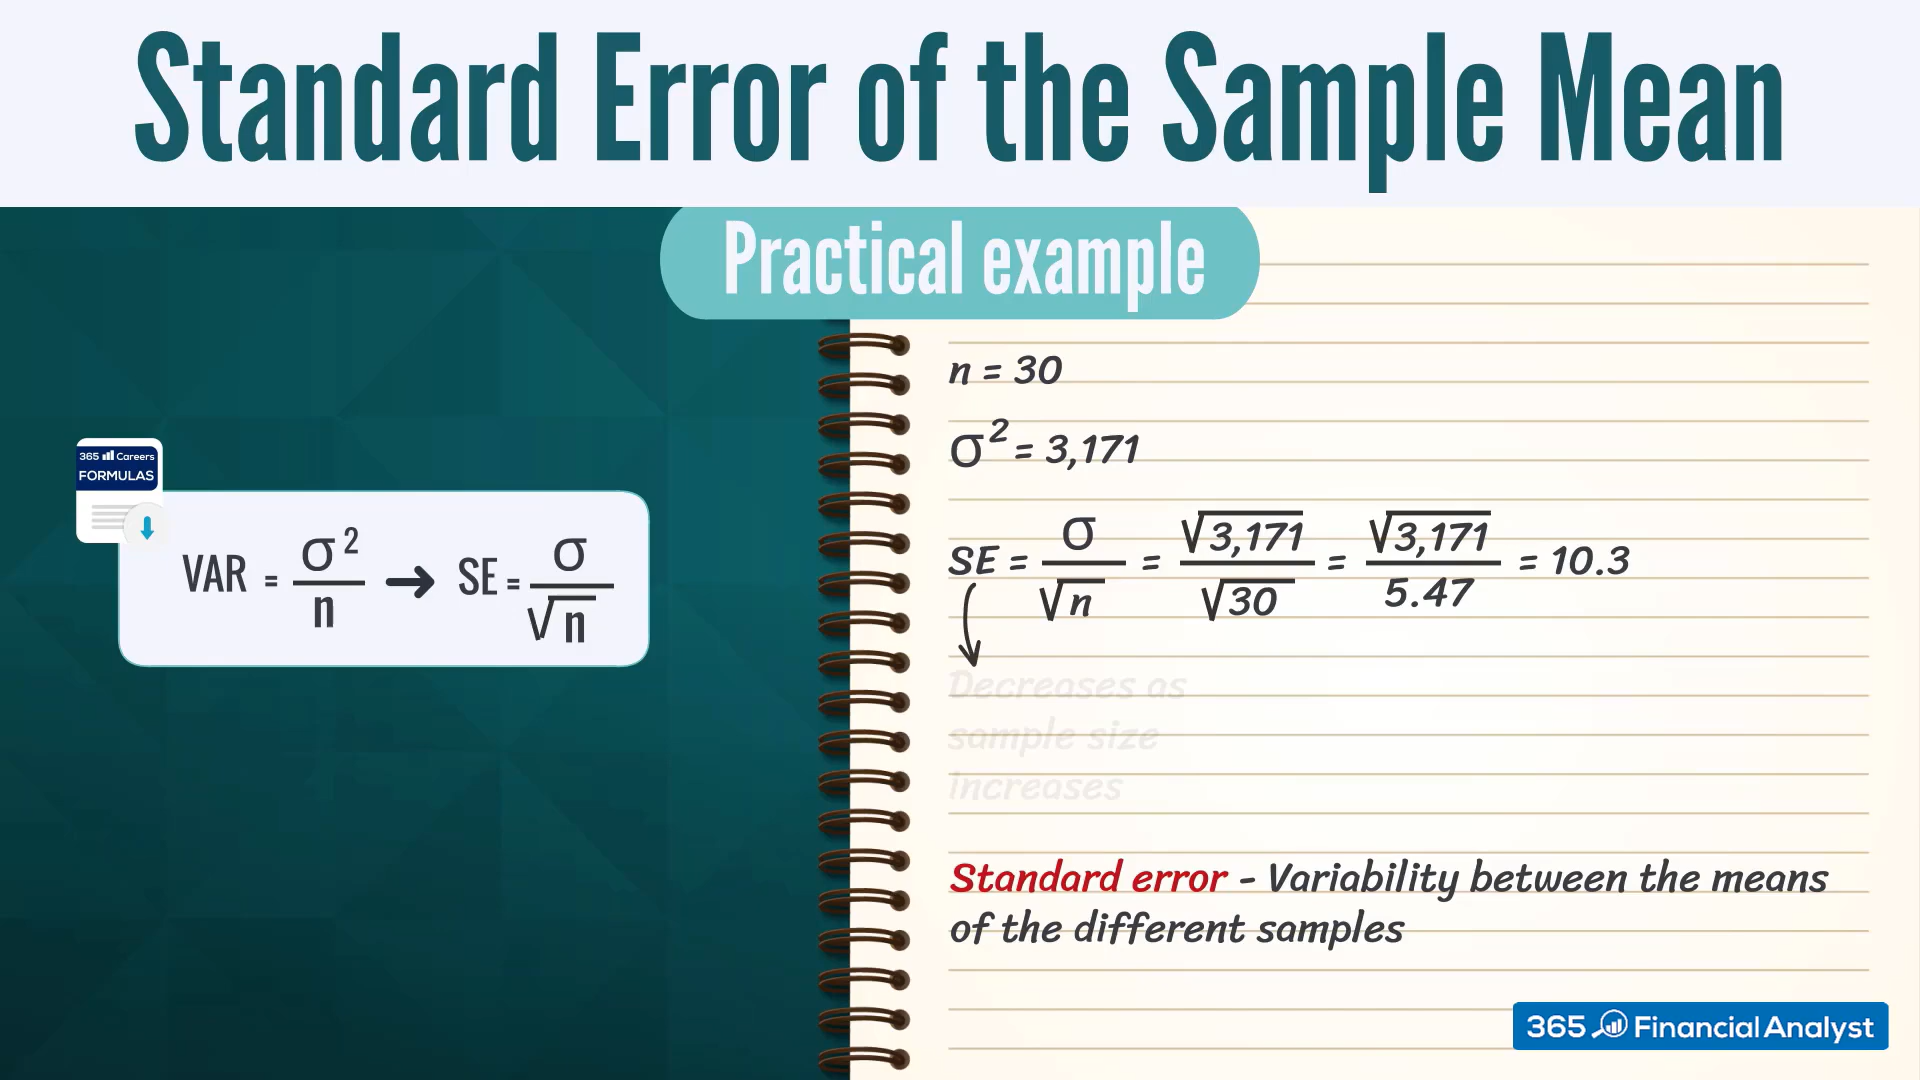 Standard Error of the Sample Mean
Practical example
365 Careers
FORMULAS
VAR = σ²/n → SE = σ/√n
n = 30
σ² = 3,171
SE = σ/√n = √3,171/√30 = √3,171/5.47 = 10.3
Decreases as
sample size
increases
Standard error - Variability between the means
of the different samples
365 Financial Analyst